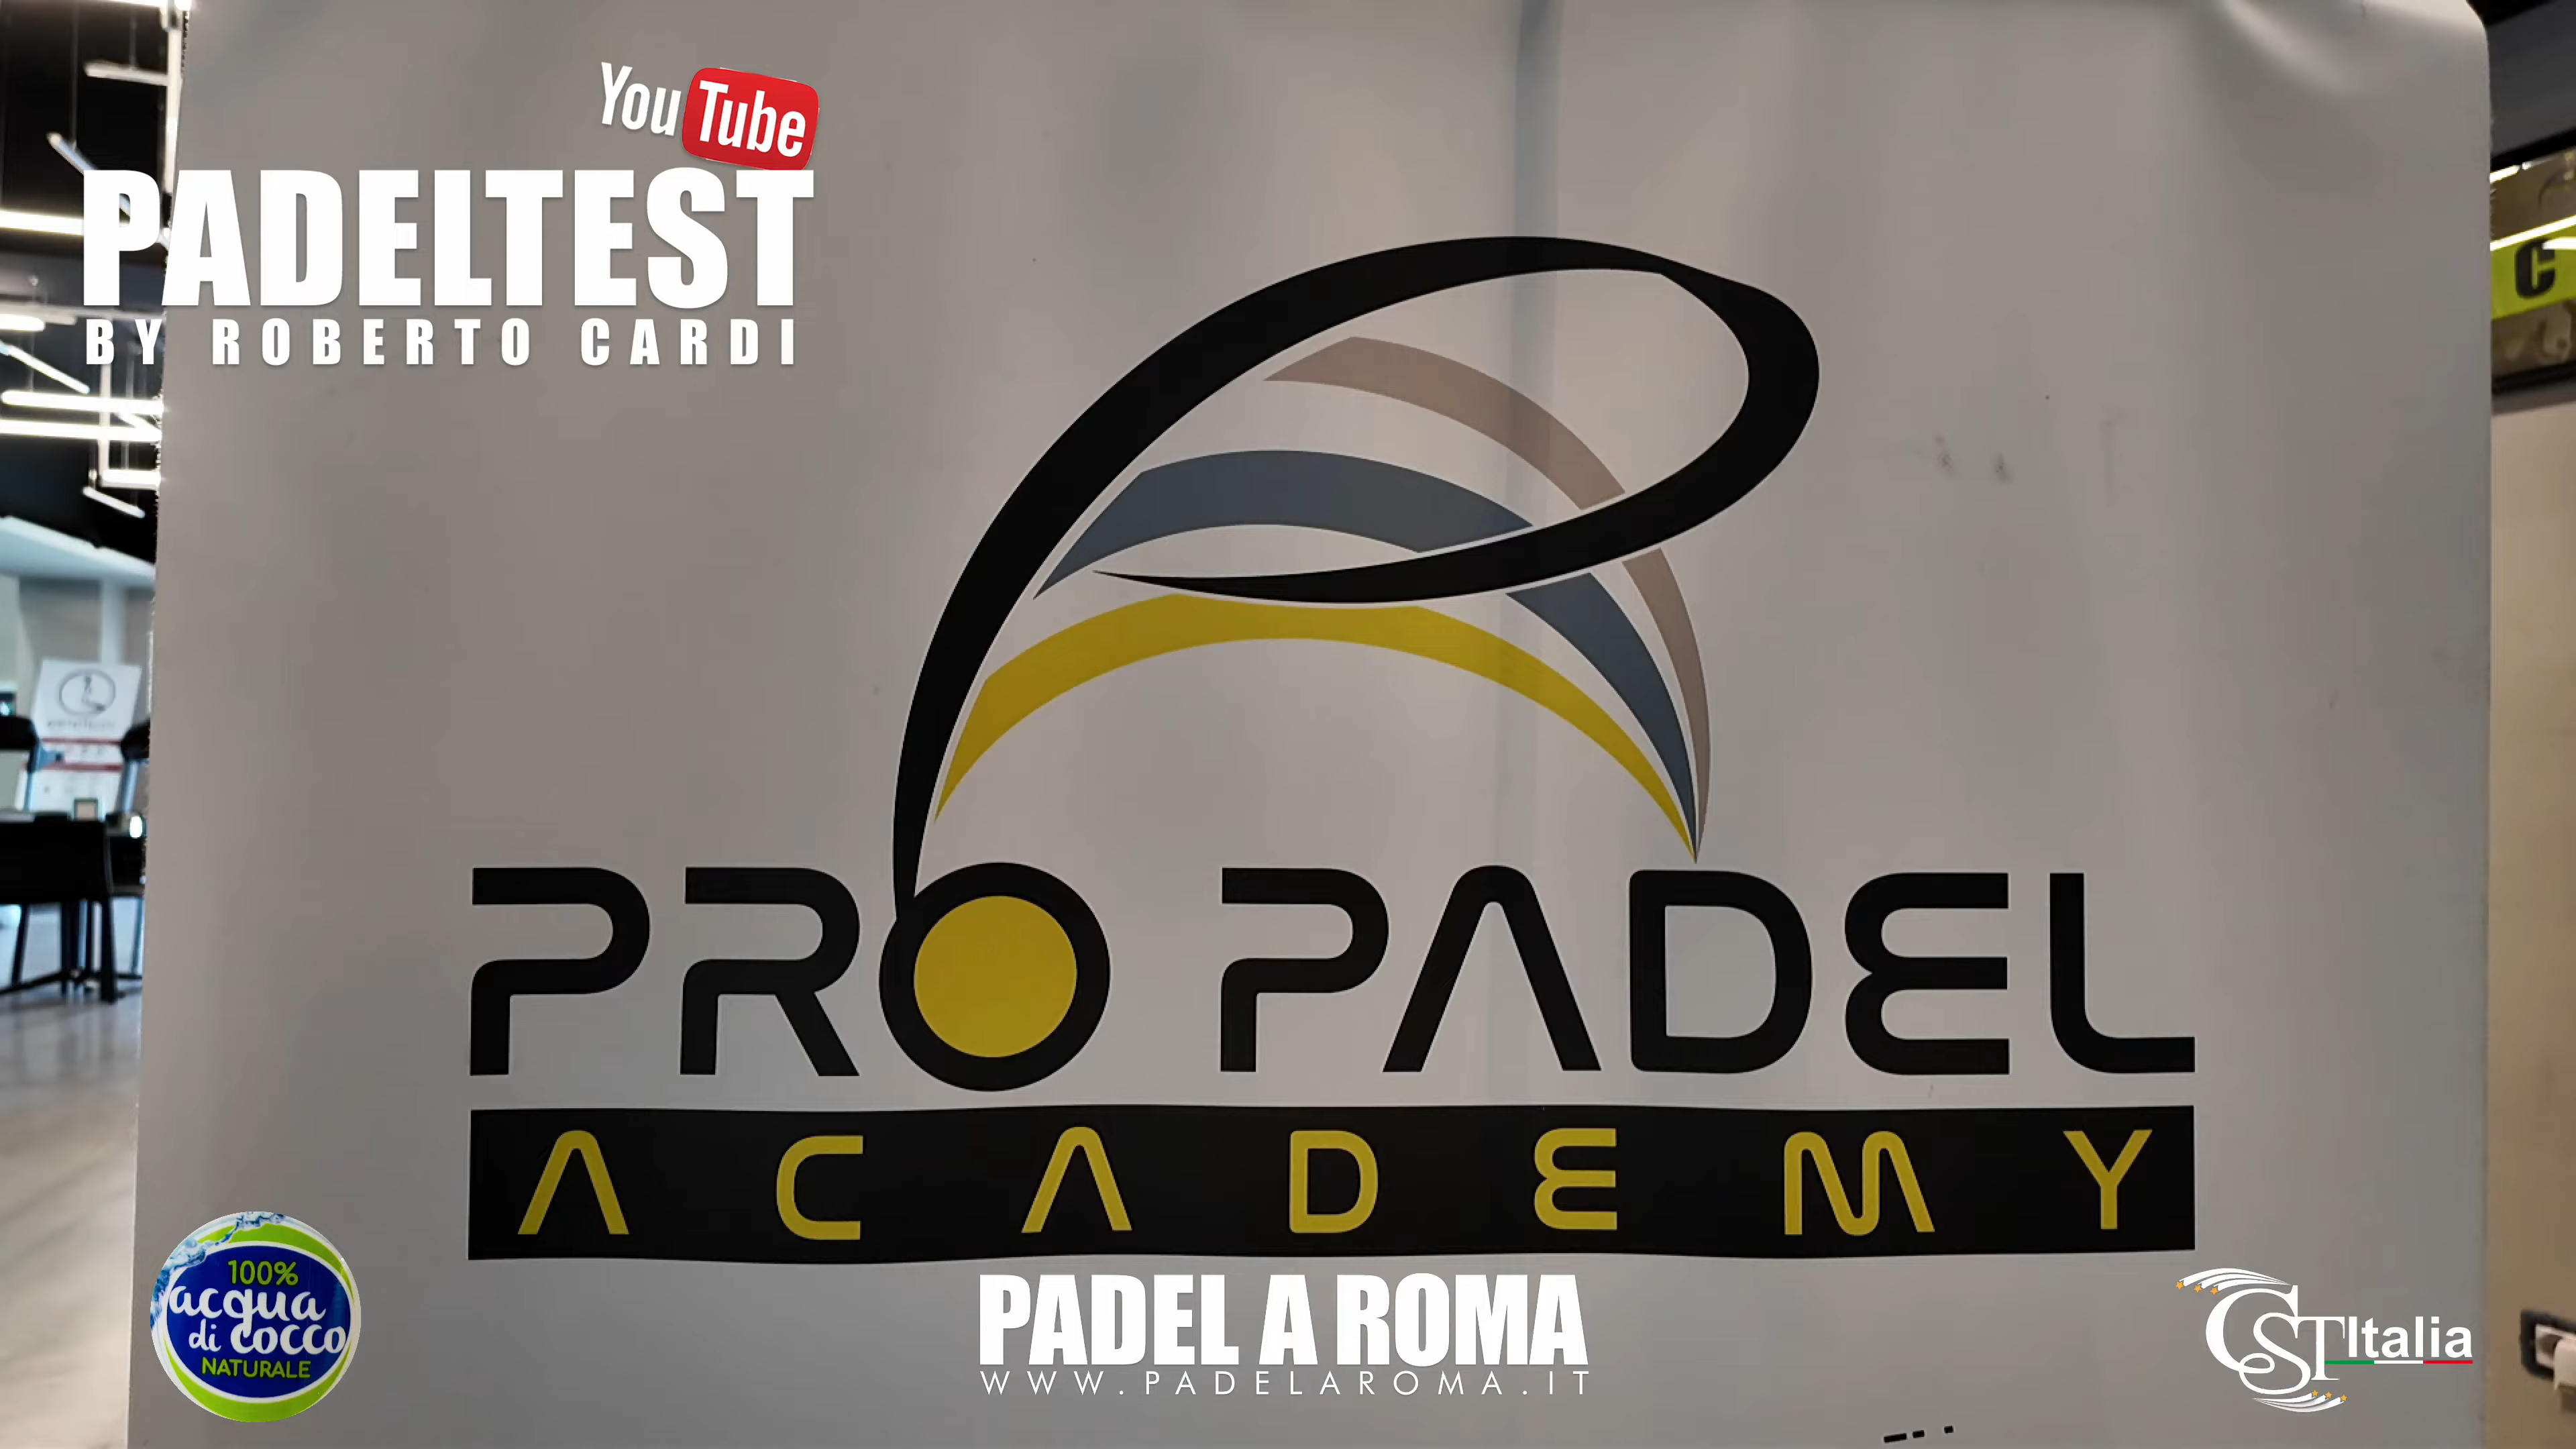 YouTube
PADELTEST
BY ROBERTO CARDI
C
PRO PADEL
ACADEMY
100%
acqua
di cocco
NATURALE
PADEL A ROMA
WWW.PADELAROMA.IT
CST Italia